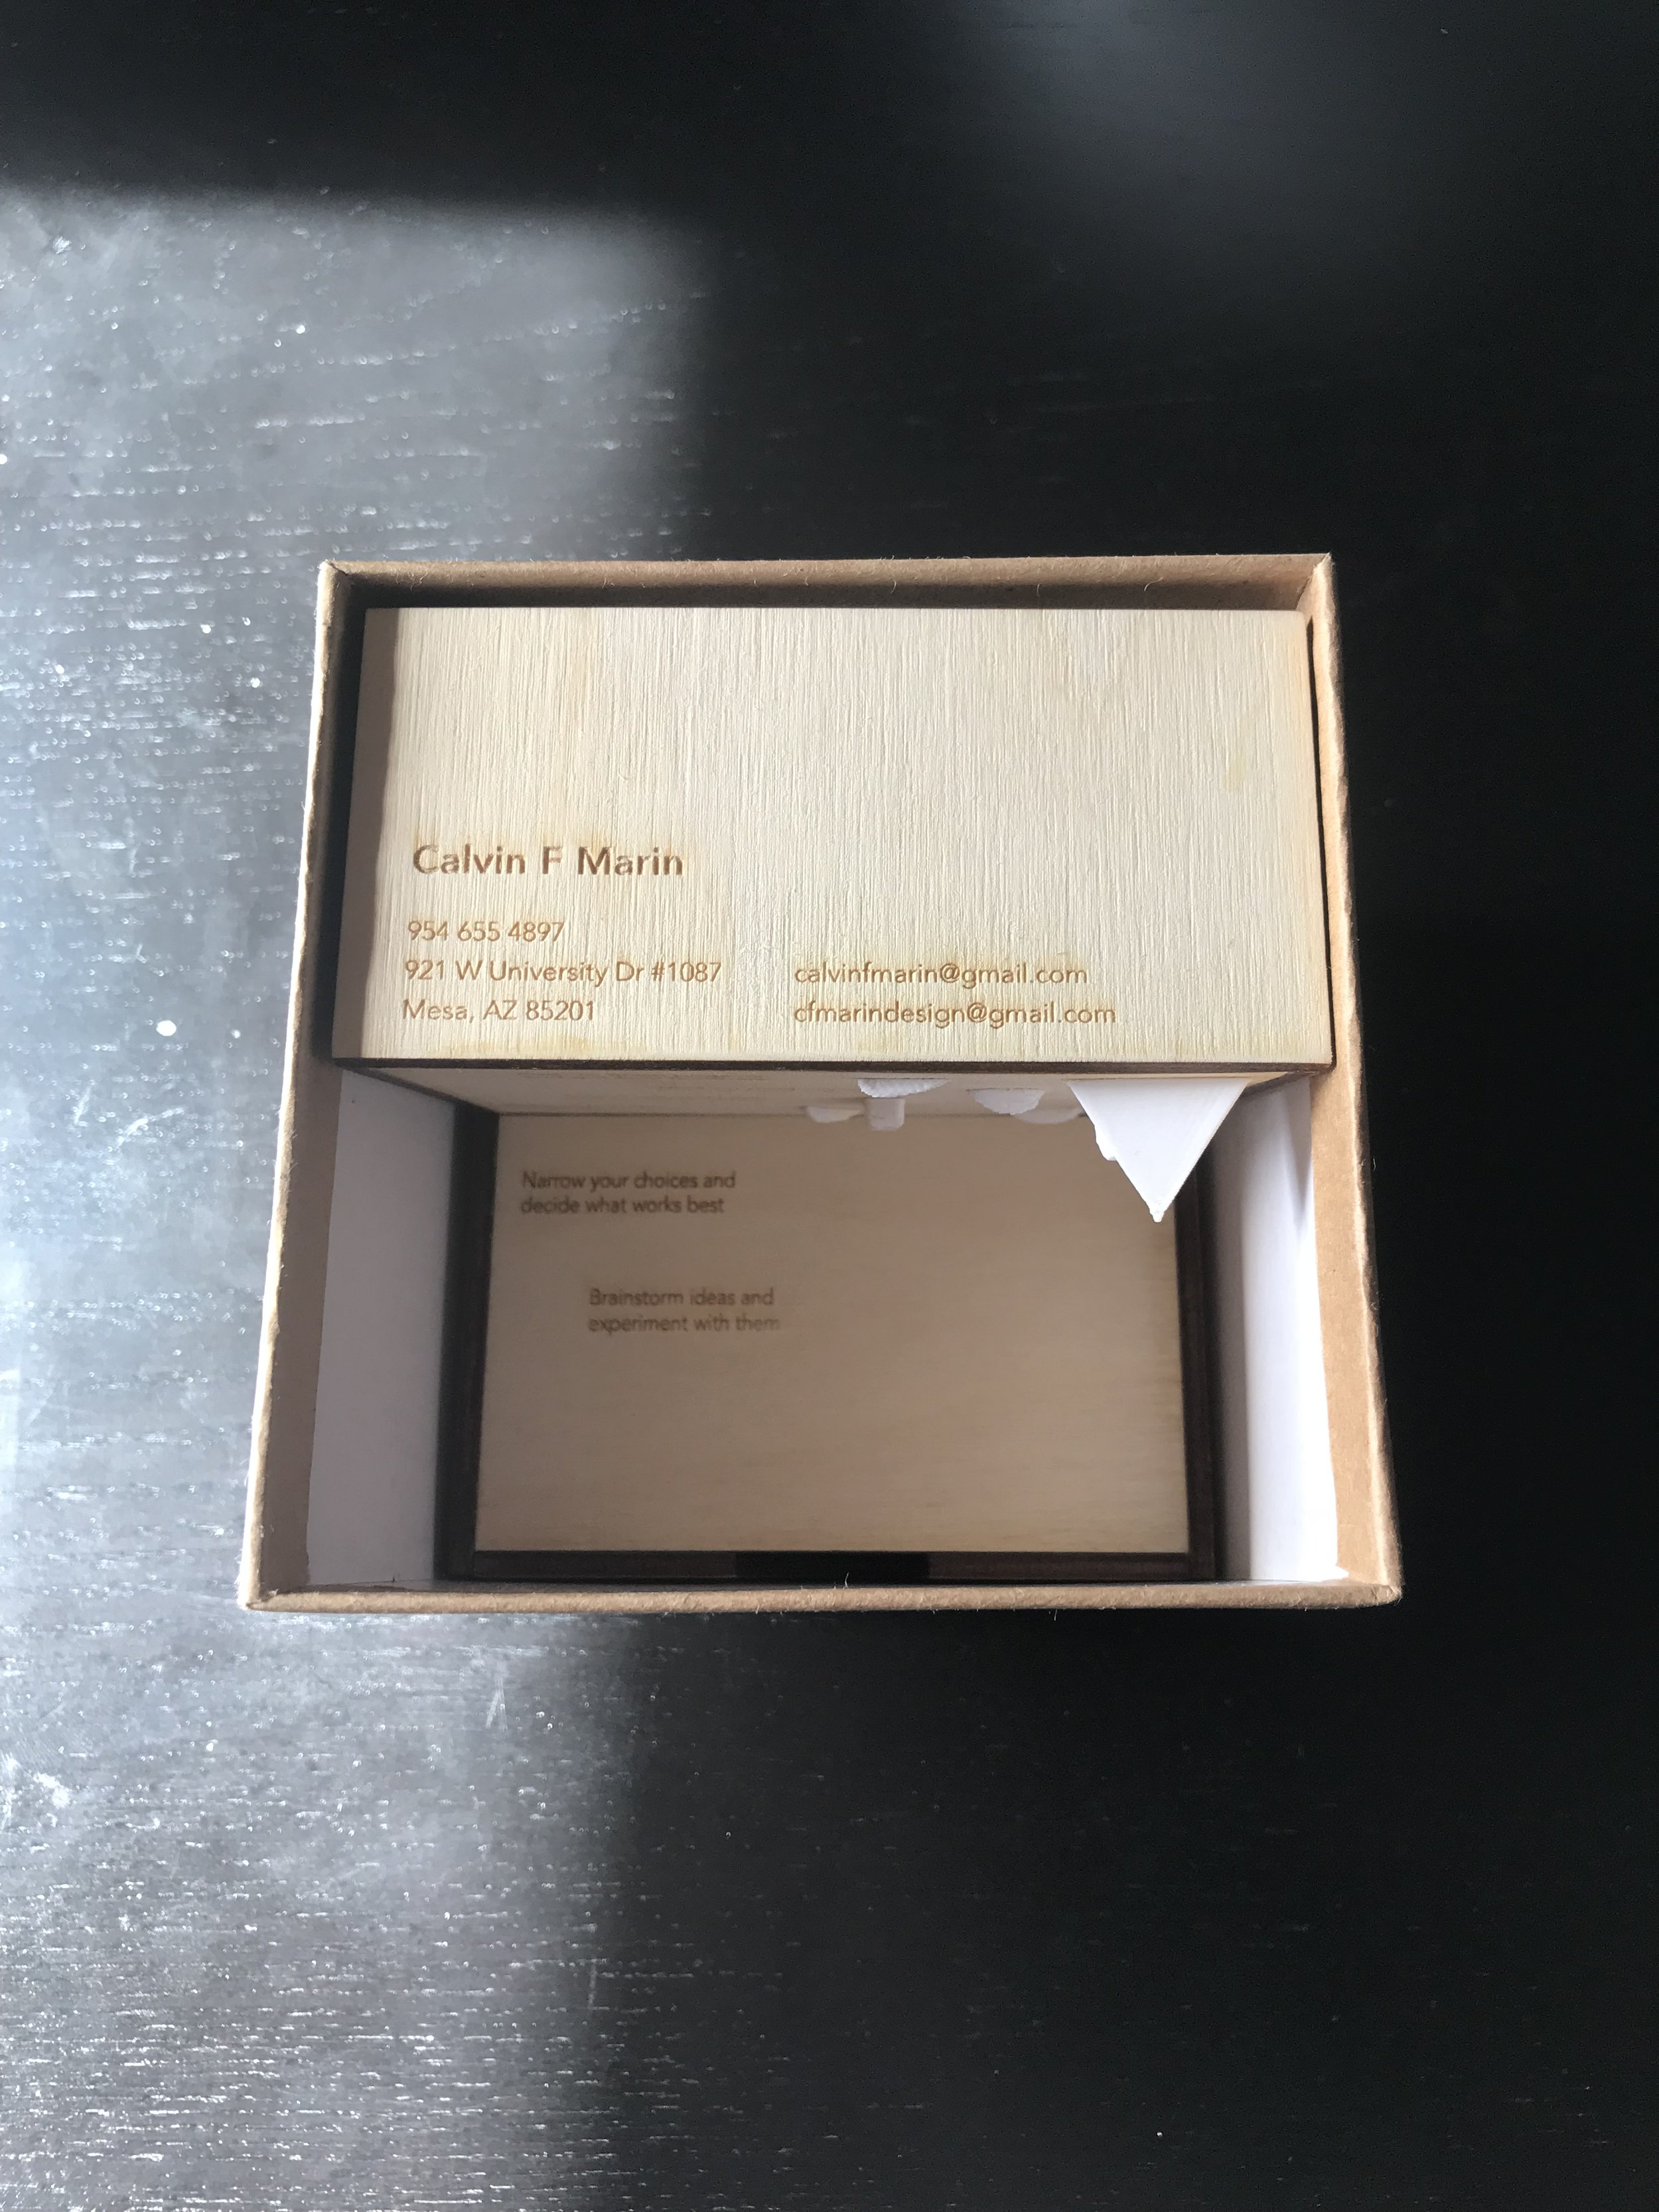 Calvin F Marin
954 655 4897
921 W University Dr #1087
Mesa, AZ 85201
calvinfmarin@gmail.com
cfmarindesign@gmail.com
Narrow your choices and
decide what works best
Brainstorm ideas and
experiment with them